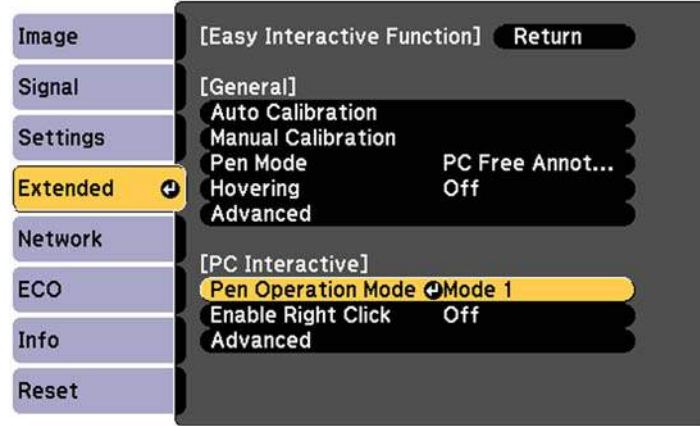 Image
Signal
Settings
Extended
Network
ECO
Info
Reset
[Easy Interactive Function] Return
[General]
Auto Calibration
Manual Calibration
Pen Mode PC Free Annot...
Hovering Off
Advanced
[PC Interactive]
Pen Operation Mode Mode 1
Enable Right Click Off
Advanced